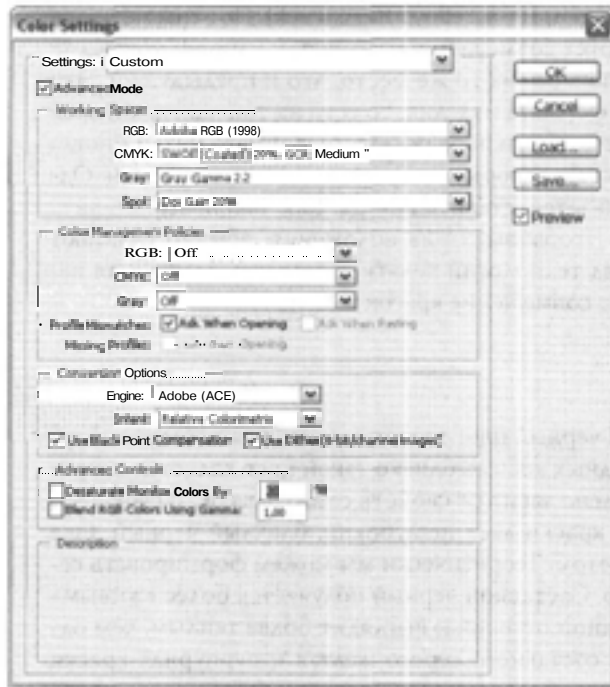 Color Settings
Settings: Custom
Advanced Mode
Working Spaces
RGB: Adobe RGB (1998)
CMYK: (Coated) 20%, GCR, Medium
Gray: Gray Gamma 2.2
Spot: Dot Gain 20%
Color Management Policies
RGB: Off
CMYK: Off
Gray: Off
Profile Mismatches: Ask When Opening Ask When Pasting
Missing Profiles: Opening
Conversion Options
Engine: Adobe (ACE)
Intent: Relative Colorimetric
Use Black Point Compensation Use Dither (8-bit/channel images)
Advanced Controls
Desaturate Monitor Colors By: %
Blend RGB Colors Using Gamma: 1,00
Description
OK
Cancel
Load...
Save...
Preview